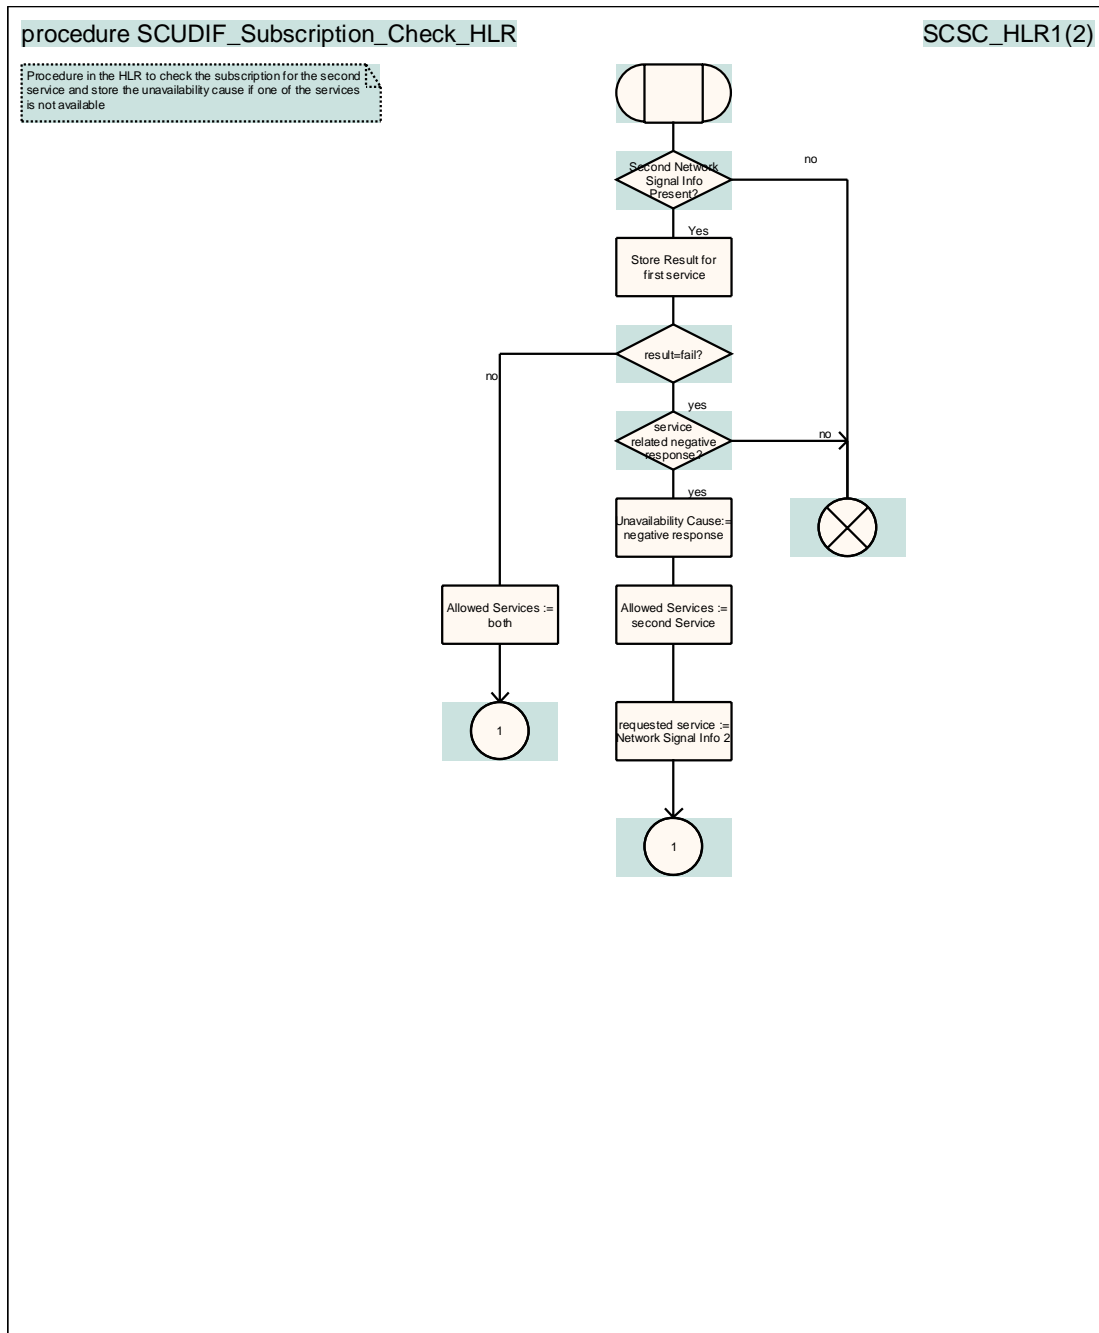 procedure SCUDIF_Subscription_Check_HLR
SCSC_HLR1(2)
Procedure in the HLR to check the subscription for the second
service and store the unavailability cause if one of the services
is not available
Second Network
Signal Info
Present?
no
Yes
Store Result for
first service
result=fail?
no
yes
service
related negative
response?
no
yes
Unavailability Cause:=
negative response
Allowed Services :=
both
Allowed Services :=
second Service
1
requested service :=
Network Signal Info 2
1